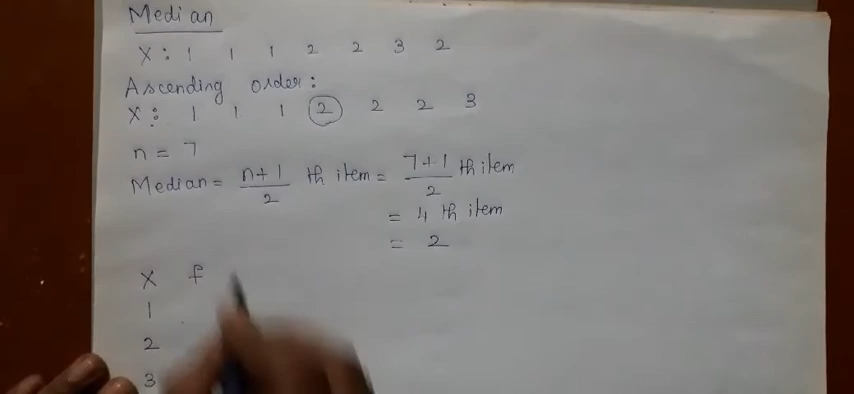 Median
X : 1 1 1 2 2 3 2
Ascending order :
X : 1 1 1 2 2 2 3
n = 7
Median = n+1/2 th item = 7+1/2 th item
= 4 th item
= 2
X f
1
2
3